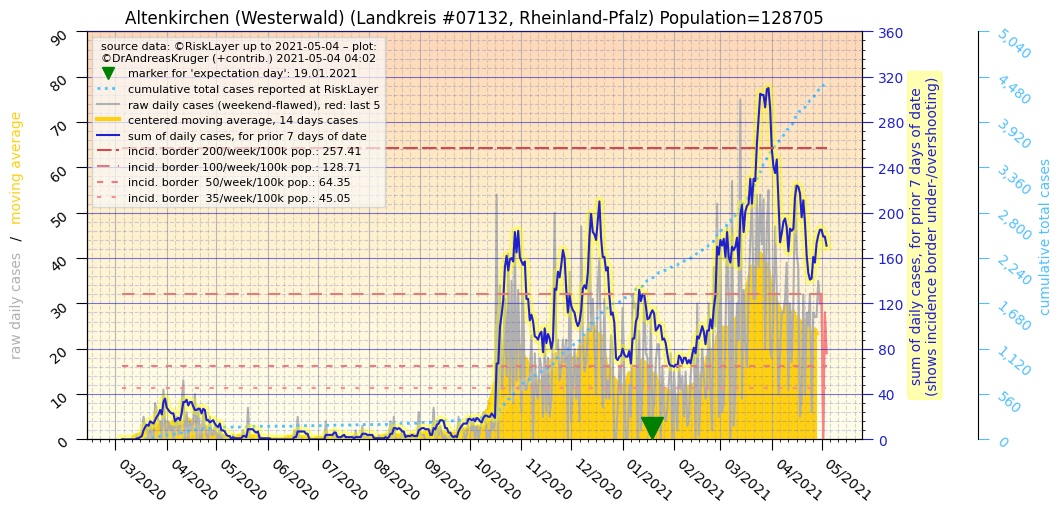 Altenkirchen (Westerwald) (Landkreis #07132, Rheinland-Pfalz) Population=128705
source data: ©RiskLayer up to 2021-05-04 – plot:
©DrAndreasKruger (+contrib.) 2021-05-04 04:02
marker for 'expectation day': 19.01.2021
cumulative total cases reported at RiskLayer
raw daily cases (weekend-flawed), red: last 5
centered moving average, 14 days cases
sum of daily cases, for prior 7 days of date
incid. border 200/week/100k pop.: 257.41
incid. border 100/week/100k pop.: 128.71
incid. border  50/week/100k pop.: 64.35
incid. border  35/week/100k pop.: 45.05
raw daily cases / moving average
90
80
70
60
50
40
30
20
10
0
360
320
280
240
200
160
120
80
40
0
sum of daily cases, for prior 7 days of date
(shows incidence border under-/overshooting)
5,040
4,480
3,920
3,360
2,800
2,240
1,680
1,120
560
0
cumulative total cases
03/2020
04/2020
05/2020
06/2020
07/2020
08/2020
09/2020
10/2020
11/2020
12/2020
01/2021
02/2021
03/2021
04/2021
05/2021